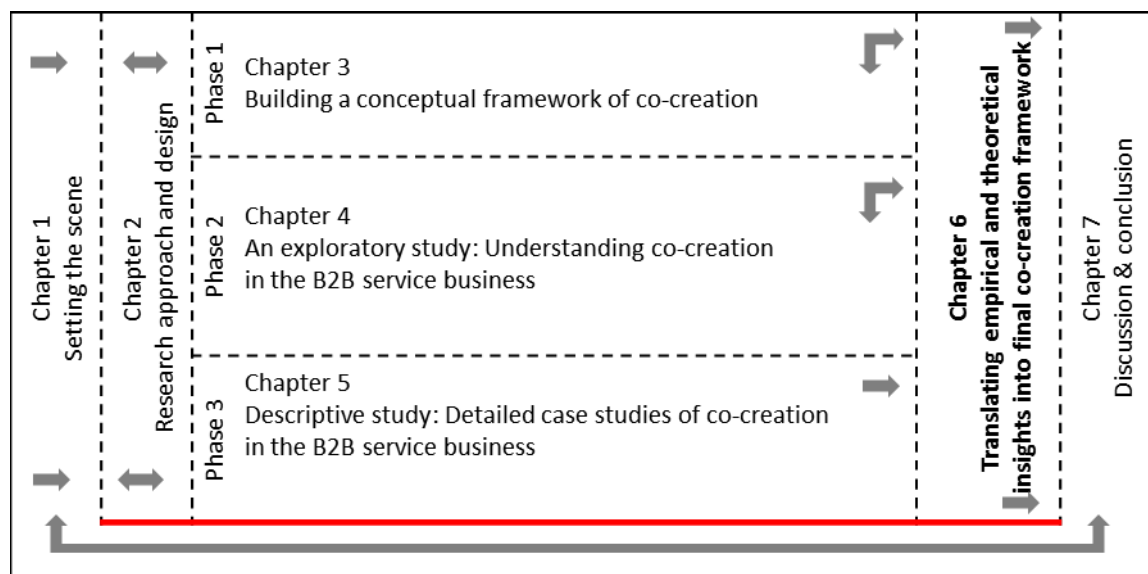 Chapter 1
Setting the scene
Chapter 2
Research approach and design
Phase 1
Chapter 3
Building a conceptual framework of co-creation
Phase 2
Chapter 4
An exploratory study: Understanding co-creation
in the B2B service business
Phase 3
Chapter 5
Descriptive study: Detailed case studies of co-creation
in the B2B service business
Chapter 6
Translating empirical and theoretical
insights into final co-creation framework
Chapter 7
Discussion & conclusion